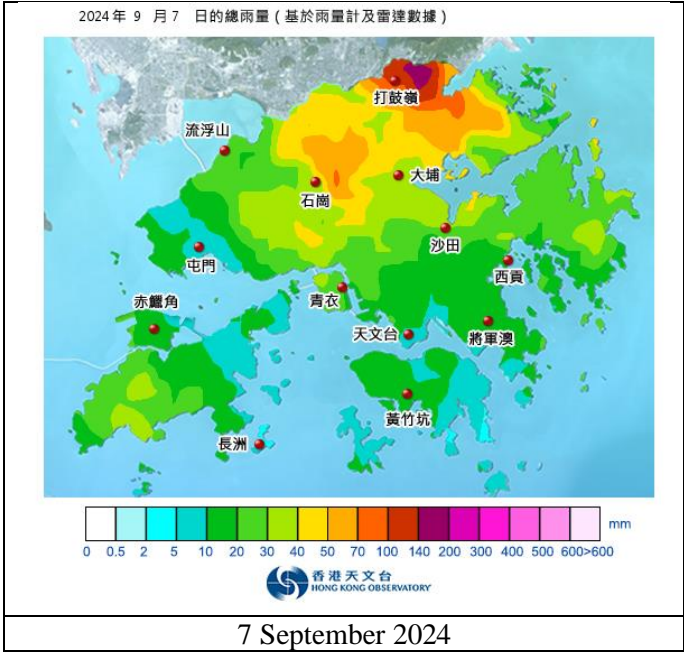 2024 年 9 月 7 日的總雨量 ( 基於雨量計及雷達數據 )
打鼓嶺
流浮山
大埔
石崗
沙田
屯門
西貢
青衣
赤鱲角
天文台
將軍澳
黃竹坑
長洲
mm
0 0.5 2 5 10 20 30 40 50 70 100 140 200 300 400 500 600>600
香港天文台
HONG KONG OBSERVATORY
7 September 2024